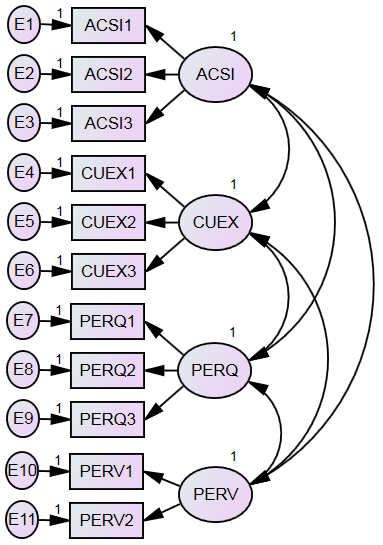 E1 1 ACSI1 1
E2 1 ACSI2 ACSI
E3 1 ACSI3
E4 1 CUEX1 1
E5 1 CUEX2 CUEX
E6 1 CUEX3
E7 1 PERQ1 1
E8 1 PERQ2 PERQ
E9 1 PERQ3
E10 1 PERV1 1
PERV
E11 1 PERV2